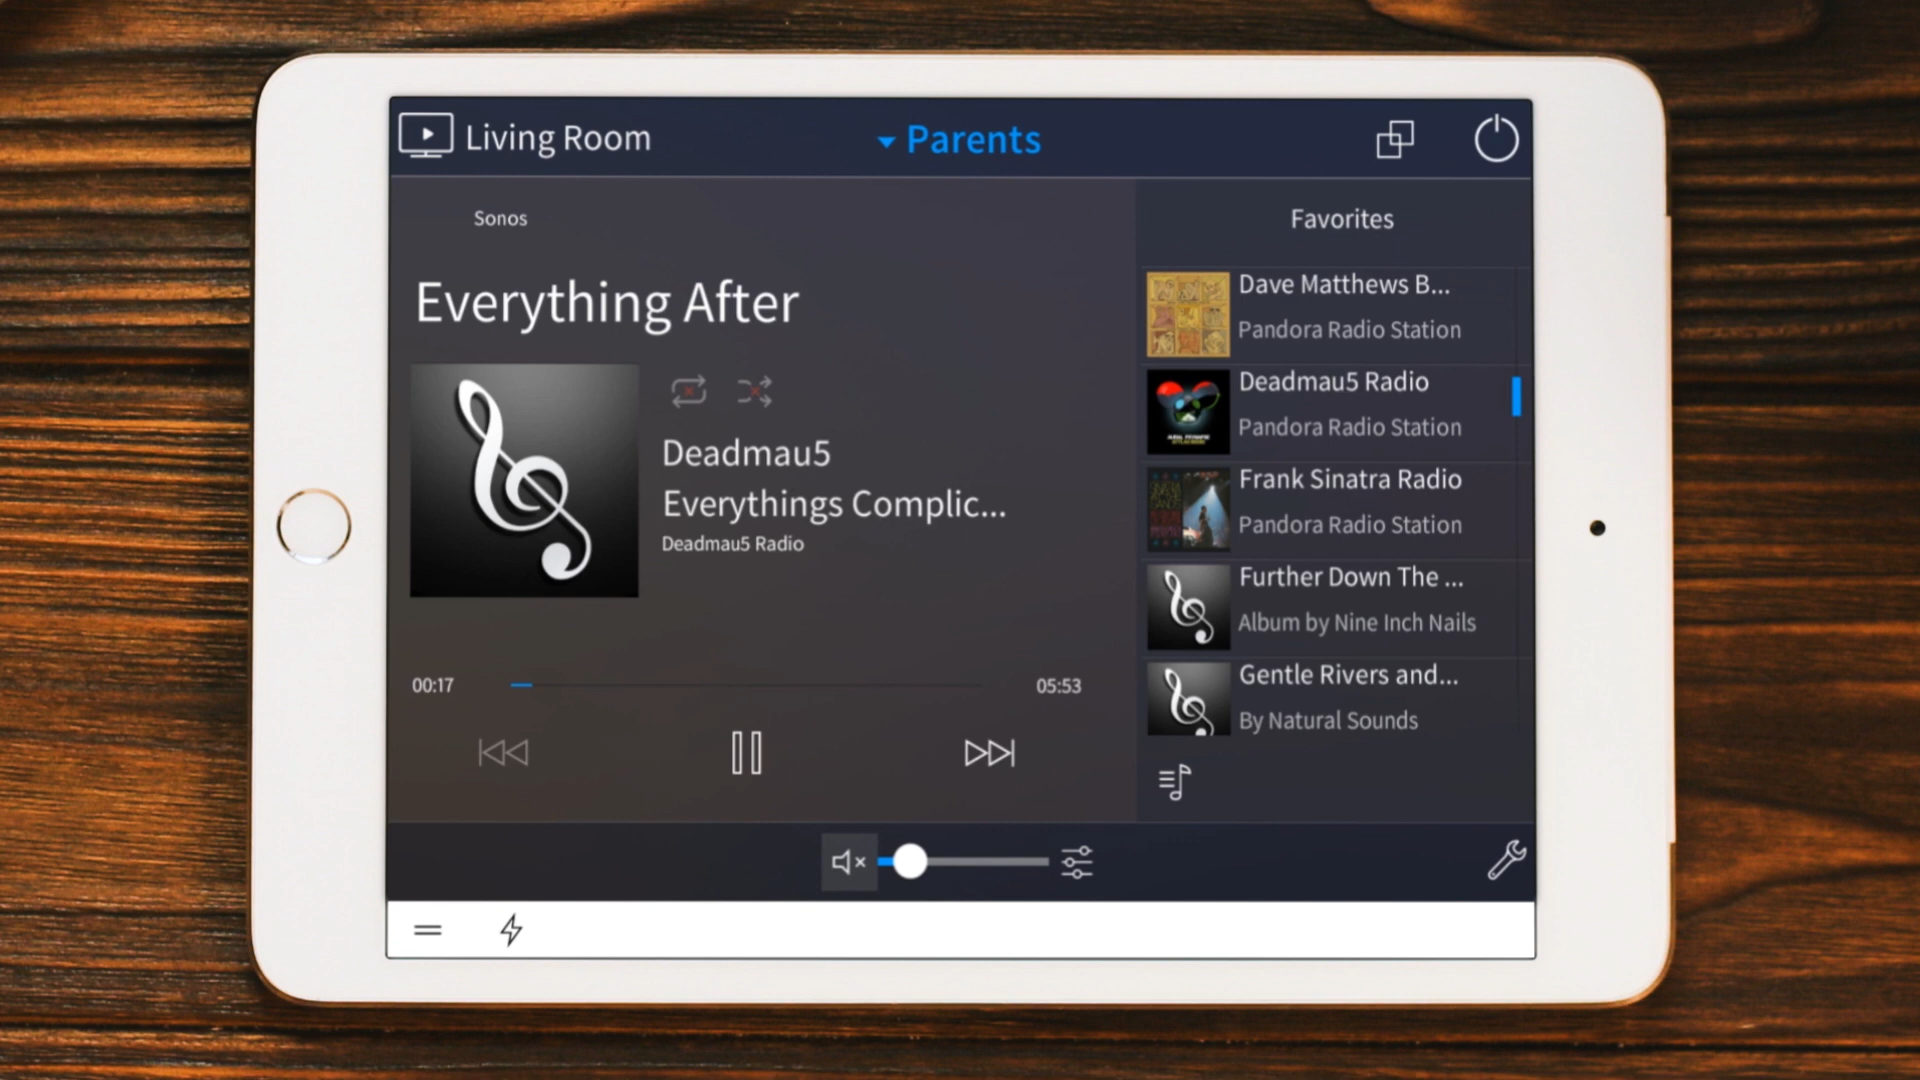 Living Room
Parents
Sonos
Everything After
Deadmau5
Everythings Complic...
Deadmau5 Radio
00:17
05:53
Favorites
Dave Matthews B...
Pandora Radio Station
Deadmau5 Radio
Pandora Radio Station
Frank Sinatra Radio
Pandora Radio Station
Further Down The ...
Album by Nine Inch Nails
Gentle Rivers and...
By Natural Sounds